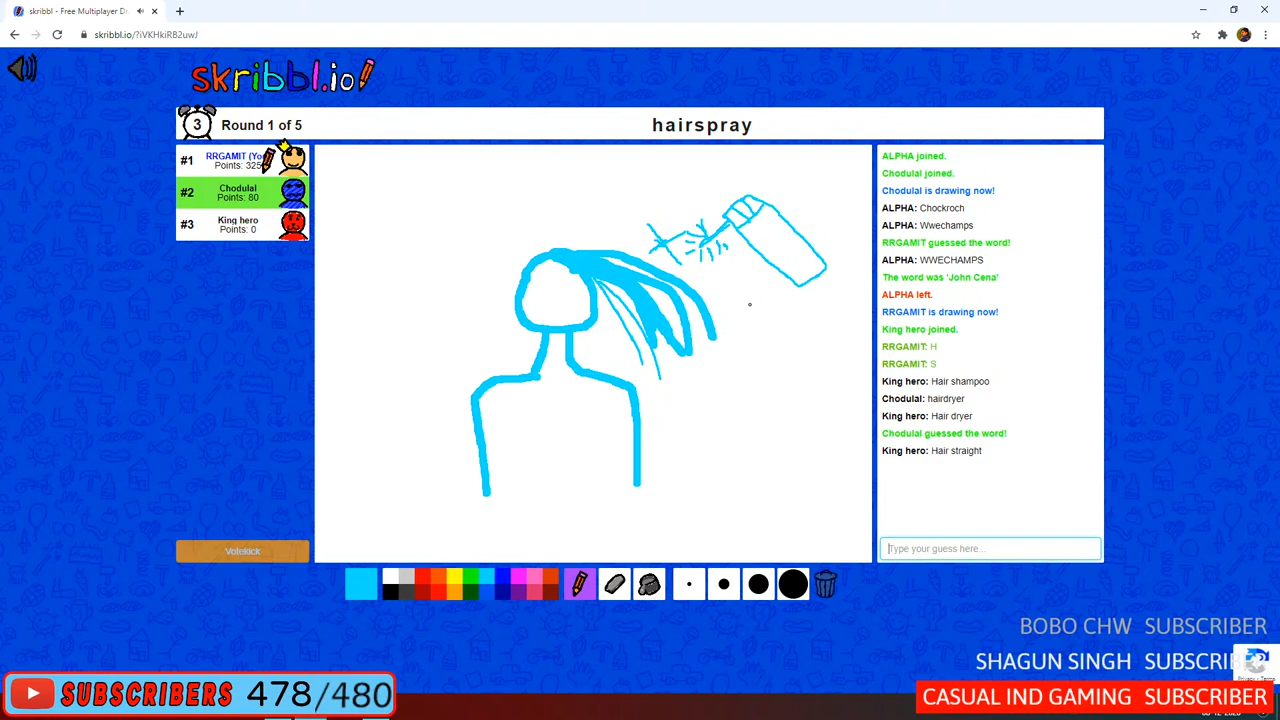 skribbl - Free Multiplayer Dr
skribbl.io/?iVKHkiRB2uwJ
skribbl.io
3
Round 1 of 5
hairspray
#1
RRGAMIT (You
Points: 325
#2
Chodulal
Points: 80
#3
King hero
Points: 0
ALPHA joined.
Chodulal joined.
Chodulal is drawing now!
ALPHA: Chockroch
ALPHA: Wwechamps
RRGAMIT guessed the word!
ALPHA: WWECHAMPS
The word was 'John Cena'
ALPHA left.
RRGAMIT is drawing now!
King hero joined.
RRGAMIT: H
RRGAMIT: S
King hero: Hair shampoo
Chodulal: hairdryer
King hero: Hair dryer
Chodulal guessed the word!
King hero: Hair straight
Type your guess here...
Votekick
BOBO CHW SUBSCRIBER
SHAGUN SINGH SUBSCRI
Privacy - Terms
SUBSCRIBERS 478/480
CASUAL IND GAMING SUBSCRIBER